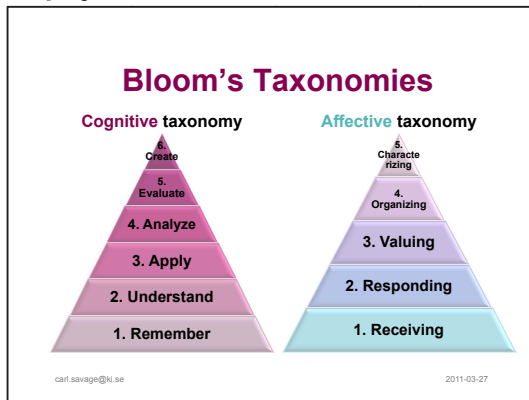 Bloom's Taxonomies
Cognitive taxonomy
6.
Create
5.
Evaluate
4. Analyze
3. Apply
2. Understand
1. Remember
Affective taxonomy
5.
Characte
rizing
4.
Organizing
3. Valuing
2. Responding
1. Receiving
carl.savage@ki.se
2011-03-27